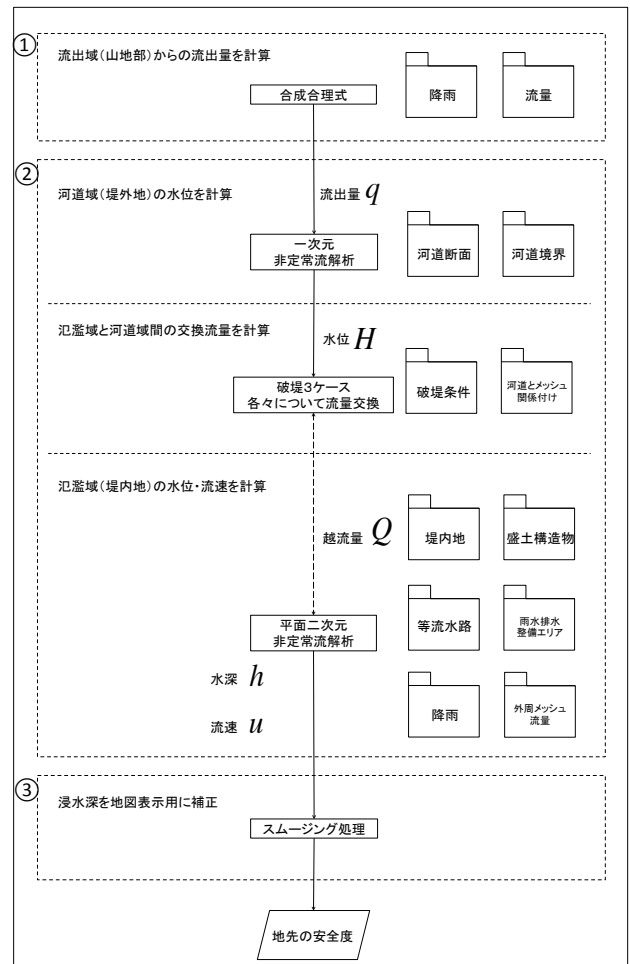 ①
流出域(山地部)からの流出量を計算
合成合理式
降雨
流量
②
河道域(堤外地)の水位を計算
流出量 q
一次元
非定常流解析
河道断面
河道境界
氾濫域と河道域間の交換流量を計算
水位 H
破堤3ケース
各々について流量交換
破堤条件
河道とメッシュ
関係付け
氾濫域(堤内地)の水位・流速を計算
越流量 Q
堤内地
盛土構造物
平面二次元
非定常流解析
等流水路
雨水排水
整備エリア
水深 h
流速 u
降雨
外周メッシュ
流量
③
浸水深を地図表示用に補正
スムージング処理
地先の安全度